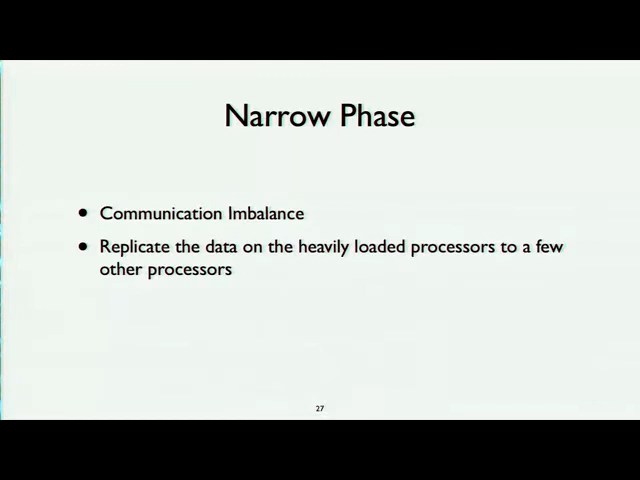 Narrow Phase
• Communication Imbalance
• Replicate the data on the heavily loaded processors to a few
other processors
27